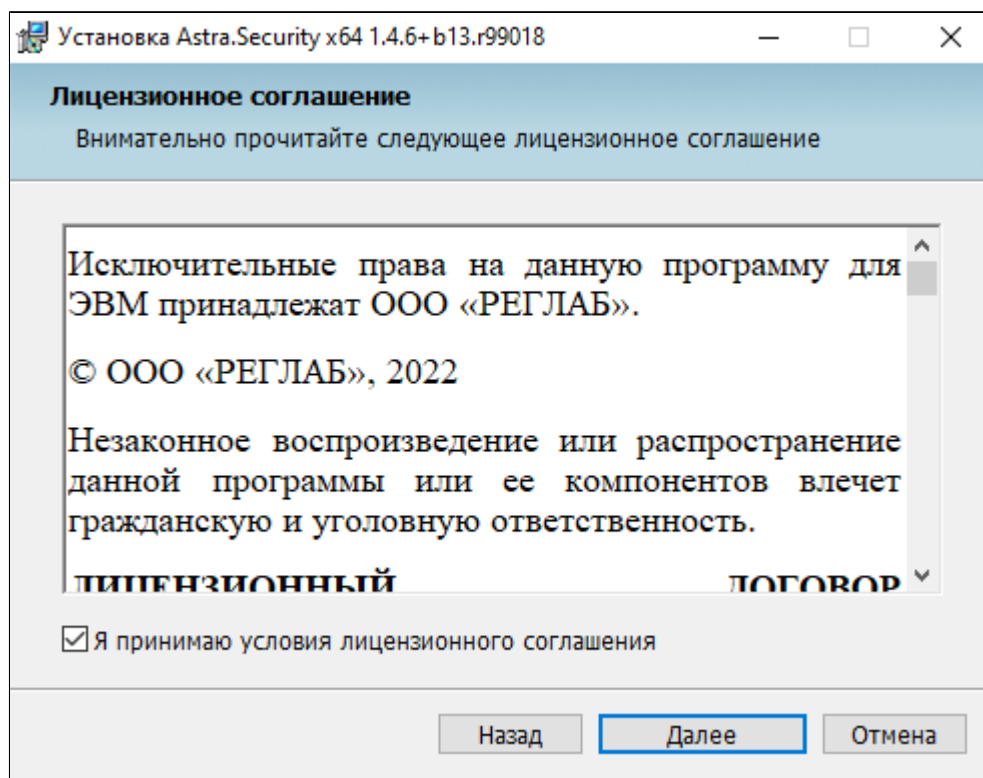 Установка Astra.Security x64 1.4.6+b13.r99018
Лицензионное соглашение
Внимательно прочитайте следующее лицензионное соглашение
Исключительные права на данную программу для
ЭВМ принадлежат ООО «РЕГЛАБ».
© ООО «РЕГЛАБ», 2022
Незаконное воспроизведение или распространение
данной программы или ее компонентов влечет
гражданскую и уголовную ответственность.
ЛИЦЕНЗИОННЫЙ ДОГОВОР
Я принимаю условия лицензионного соглашения
Назад Далее Отмена